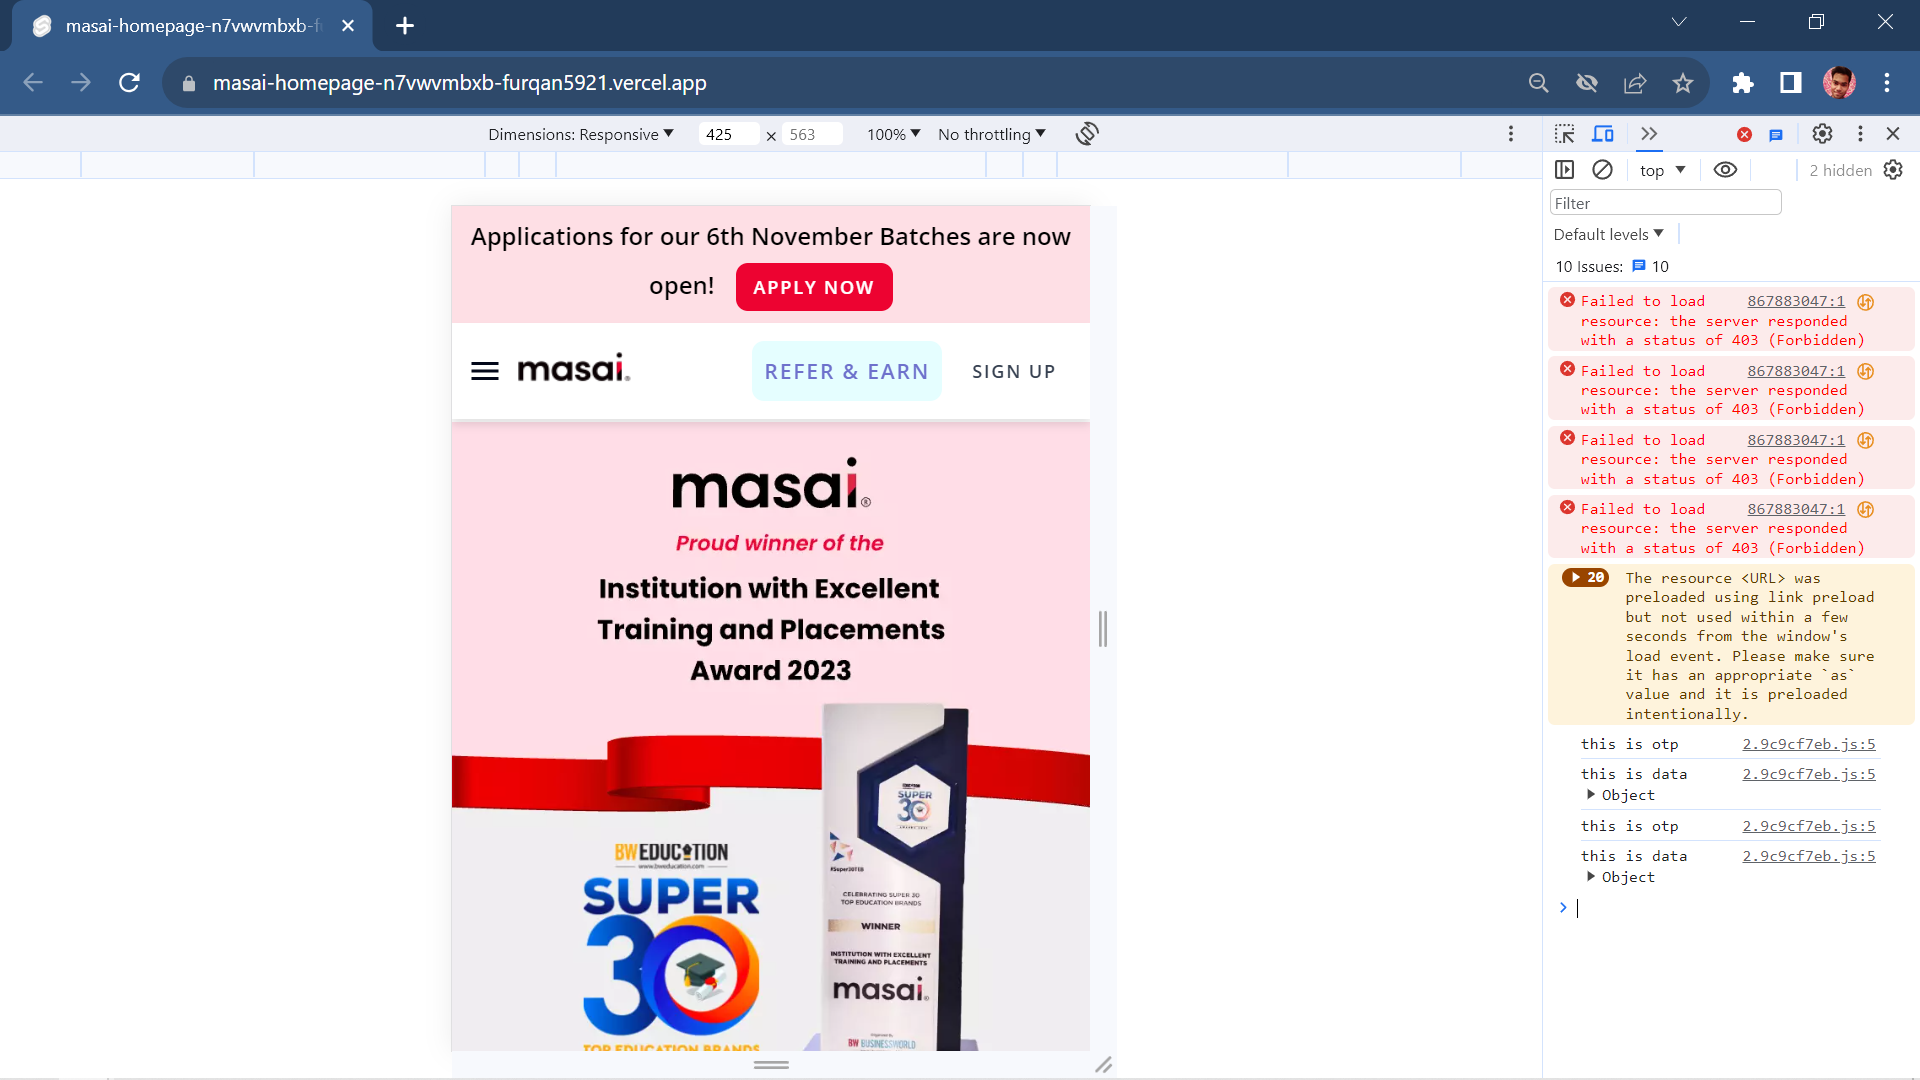 masai-homepage-n7vwvmbxb-f
masai-homepage-n7vwvmbxb-furqan5921.vercel.app
Dimensions: Responsive 425 × 563 100% No throttling
top 2 hidden
Filter
Default levels
10 Issues: 10
Applications for our 6th November Batches are now
open! APPLY NOW
masai.
REFER & EARN SIGN UP
masai.®
Proud winner of the
Institution with Excellent
Training and Placements
Award 2023
BWEDUCATION
www.bweducation.com
SUPER
30
TOP EDUCATION BRANDS
EDUCATION
SUPER
30
#Super30TEB
CELEBRATING SUPER 30
TOP EDUCATION BRANDS
WINNER
INSTITUTION WITH EXCELLENT
TRAINING AND PLACEMENTS
masai.
BW BUSINESSWORLD
Failed to load 867883047:1
resource: the server responded
with a status of 403 (Forbidden)
Failed to load 867883047:1
resource: the server responded
with a status of 403 (Forbidden)
Failed to load 867883047:1
resource: the server responded
with a status of 403 (Forbidden)
Failed to load 867883047:1
resource: the server responded
with a status of 403 (Forbidden)
20 The resource <URL> was
preloaded using link preload
but not used within a few
seconds from the window's
load event. Please make sure
it has an appropriate `as`
value and it is preloaded
intentionally.
this is otp 2.9c9cf7eb.js:5
this is data 2.9c9cf7eb.js:5
Object
this is otp 2.9c9cf7eb.js:5
this is data 2.9c9cf7eb.js:5
Object